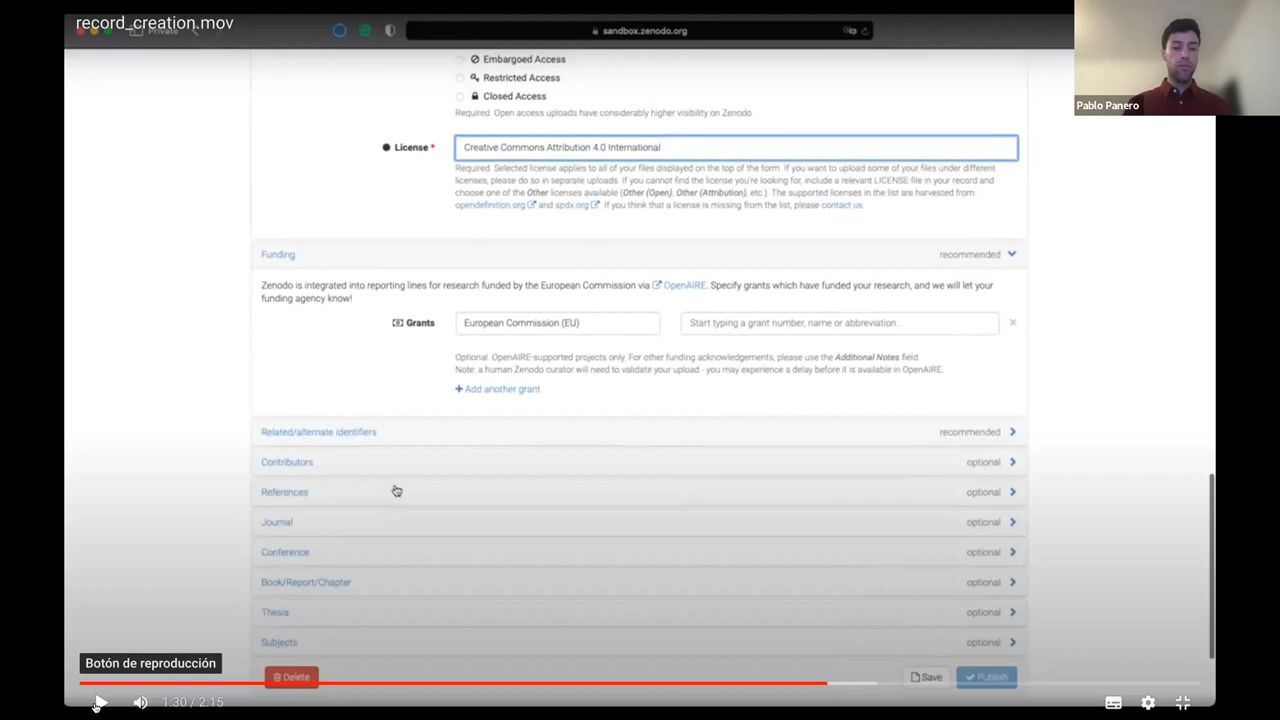 record_creation.mov
Private
sandbox.zenodo.org
Pablo Panero
Embargoed Access
Restricted Access
Closed Access
Required. Open access uploads have considerably higher visibility on Zenodo.
License *
Creative Commons Attribution 4.0 International
Required. Selected license applies to all of your files displayed on the top of the form. If you want to upload some of your files under different
licenses, please do so in separate uploads. If you cannot find the license you're looking for, include a relevant LICENSE file in your record and
choose one of the Other licenses available (Other (Open), Other (Attribution), etc.). The supported licenses in the list are harvested from
opendefinition.org and spdx.org. If you think that a license is missing from the list, please contact us.
Funding recommended
Zenodo is integrated into reporting lines for research funded by the European Commission via OpenAIRE. Specify grants which have funded your research, and we will let your
funding agency know!
Grants European Commission (EU) Start typing a grant number, name or abbreviation...
Optional. OpenAIRE-supported projects only. For other funding acknowledgements, please use the Additional Notes field.
Note: a human Zenodo curator will need to validate your upload - you may experience a delay before it is available in OpenAIRE.
+ Add another grant
Related/alternate identifiers recommended
Contributors optional
References optional
Journal optional
Conference optional
Book/Report/Chapter optional
Thesis optional
Subjects optional
Botón de reproducción
Delete Save Publish
1:30 / 2:15